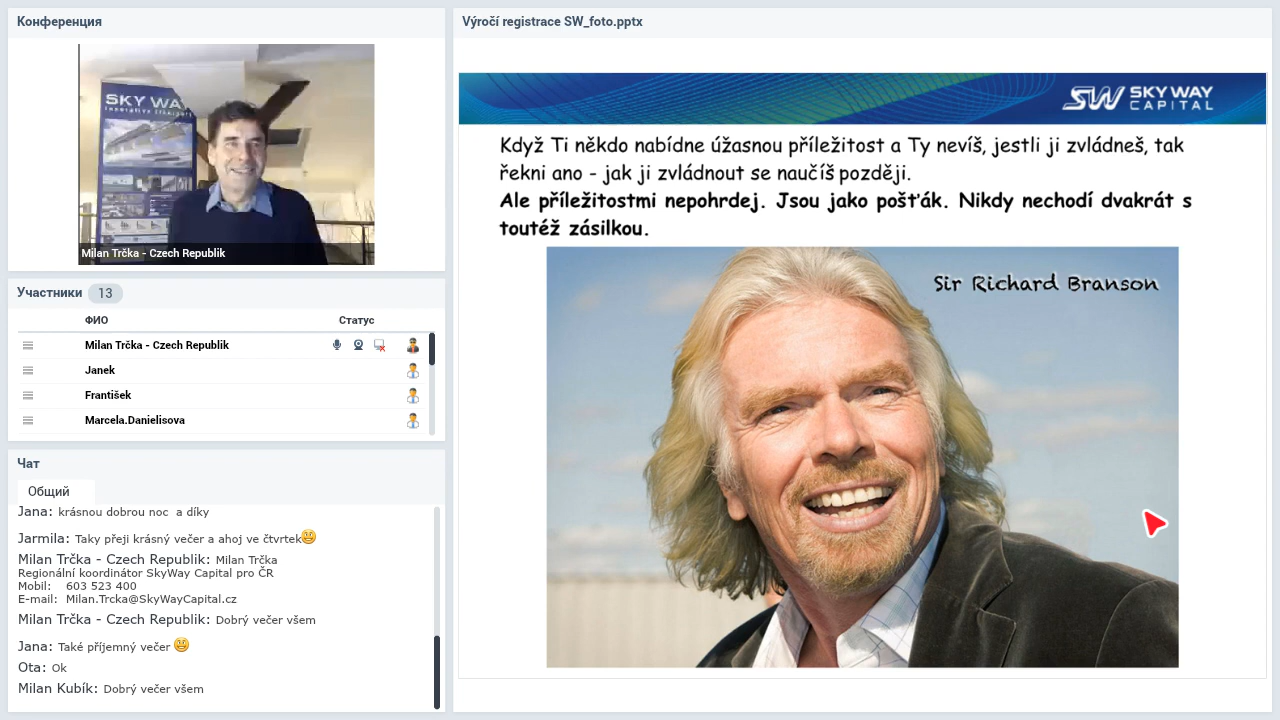 Конференция
SKY WA
Milan Trčka - Czech Republik
Участники 13
ФИО Статус
Milan Trčka - Czech Republik
Janek
František
Marcela.Danielisova
Чат
Общий
Jana: krásnou dobrou noc a díky
Jarmila: Taky přeji krásný večer a ahoj ve čtvrtek
Milan Trčka - Czech Republik: Milan Trčka
Regionální koordinátor SkyWay Capital pro ČR
Mobil: 603 523 400
E-mail: Milan.Trcka@SkyWayCapital.cz
Milan Trčka - Czech Republik: Dobrý večer všem
Jana: Také příjemný večer
Ota: Ok
Milan Kubík: Dobrý večer všem
Výročí registrace SW_foto.pptx
SW SKY WAY
CAPITAL
Když Ti někdo nabídne úžasnou příležitost a Ty nevíš, jestli ji zvládneš, tak
řekni ano - jak ji zvládnout se naučíš později.
Ale příležitostmi nepohrdej. Jsou jako pošťák. Nikdy nechodí dvakrát s
toutéž zásilkou.
Sir Richard Branson